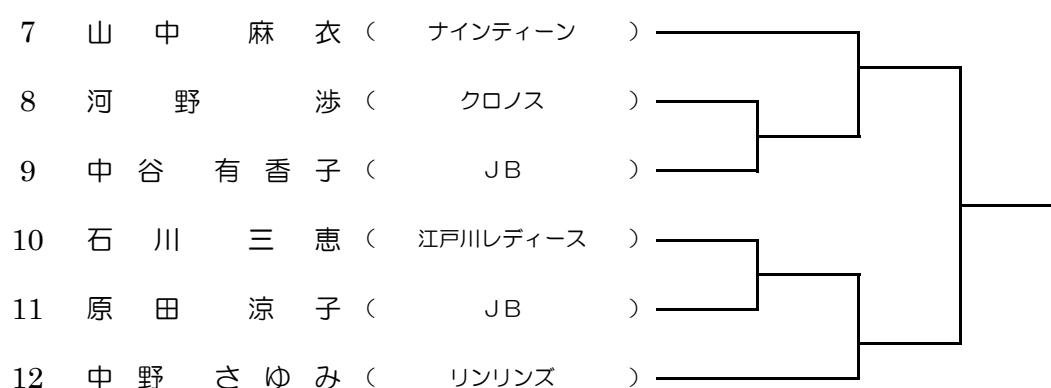 7 山中 麻衣（ ナインティーン ）
8 河野 渉（ クロノス ）
9 中谷 有香子（ ＪＢ ）
10 石川 三恵（ 江戸川レディース ）
11 原田 涼子（ ＪＢ ）
12 中野 さゆみ（ リンリンズ ）